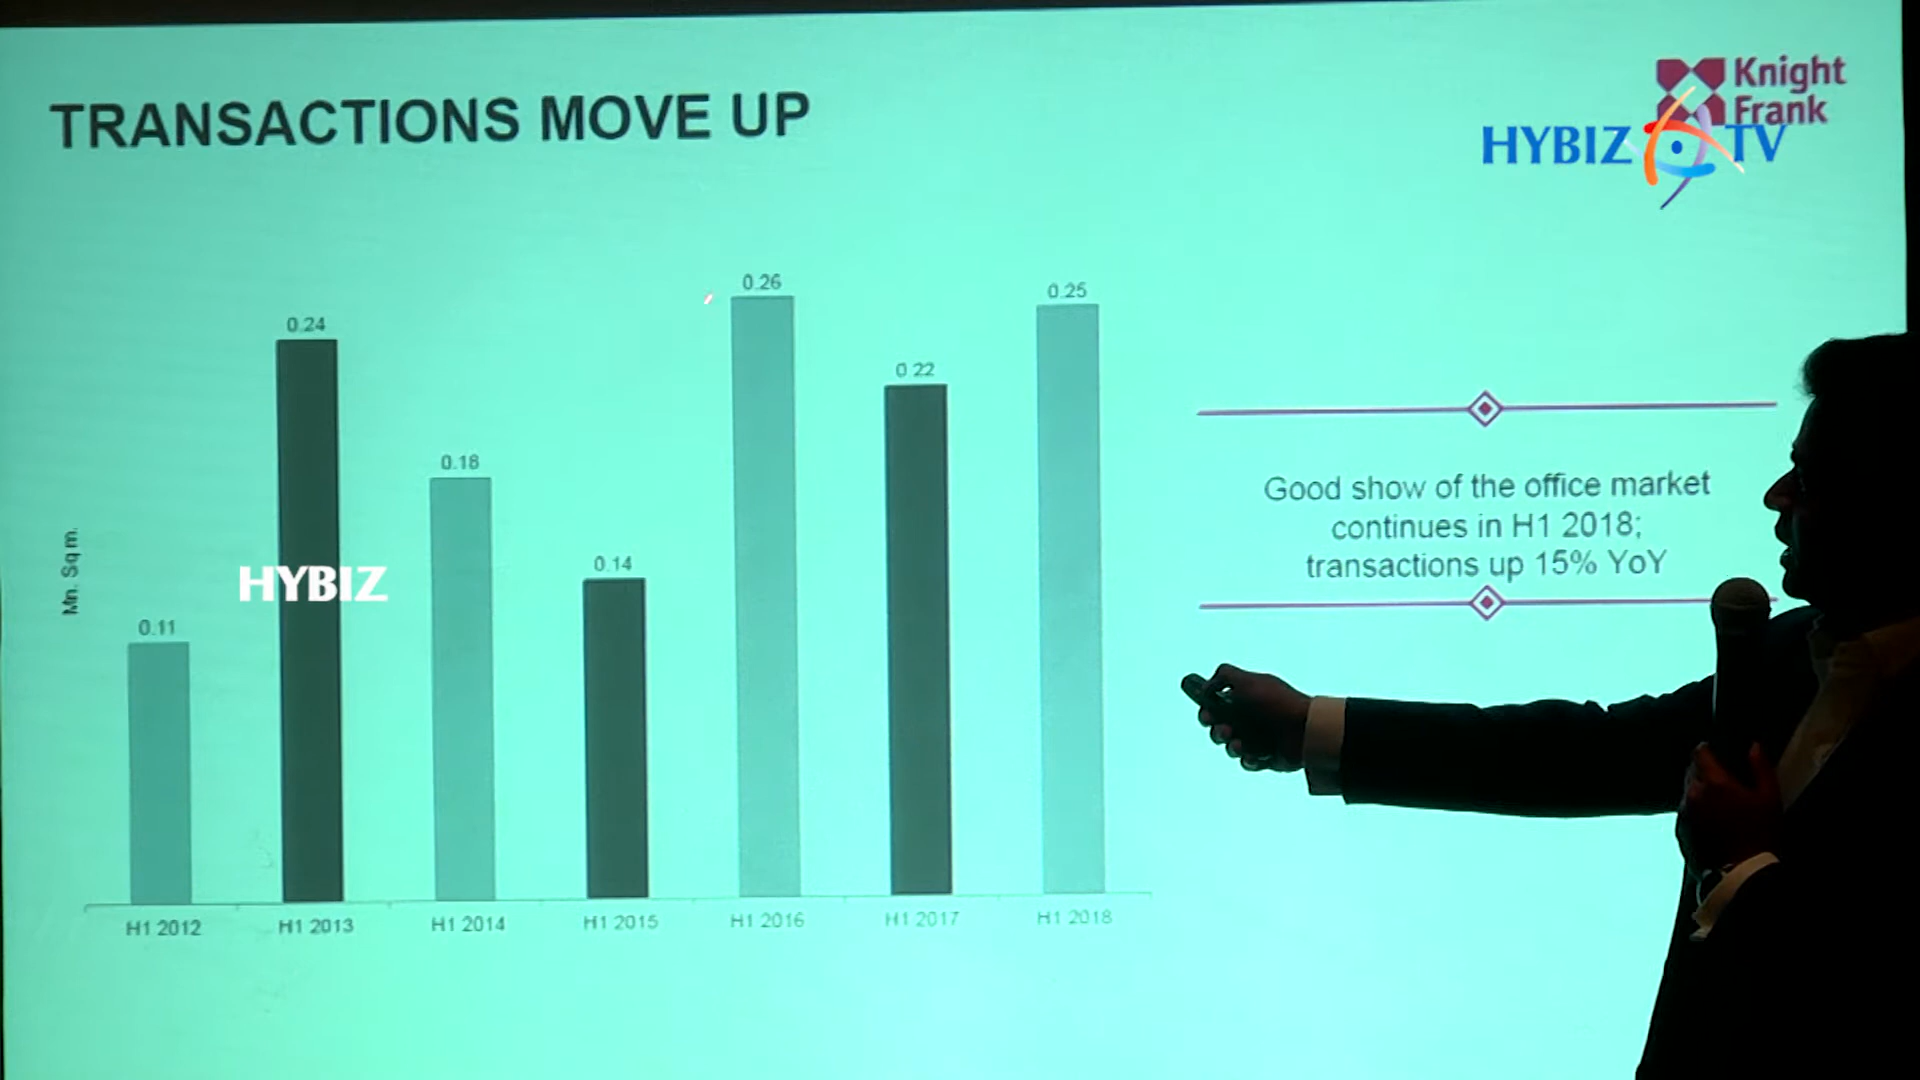 TRANSACTIONS MOVE UP
Knight
Frank
HYBIZ TV
Mn. Sq m.
0.11
0.24
0.18
0.14
0.26
0.22
0.25
HYBIZ
H1 2012
H1 2013
H1 2014
H1 2015
H1 2016
H1 2017
H1 2018
Good show of the office market
continues in H1 2018;
transactions up 15% YoY